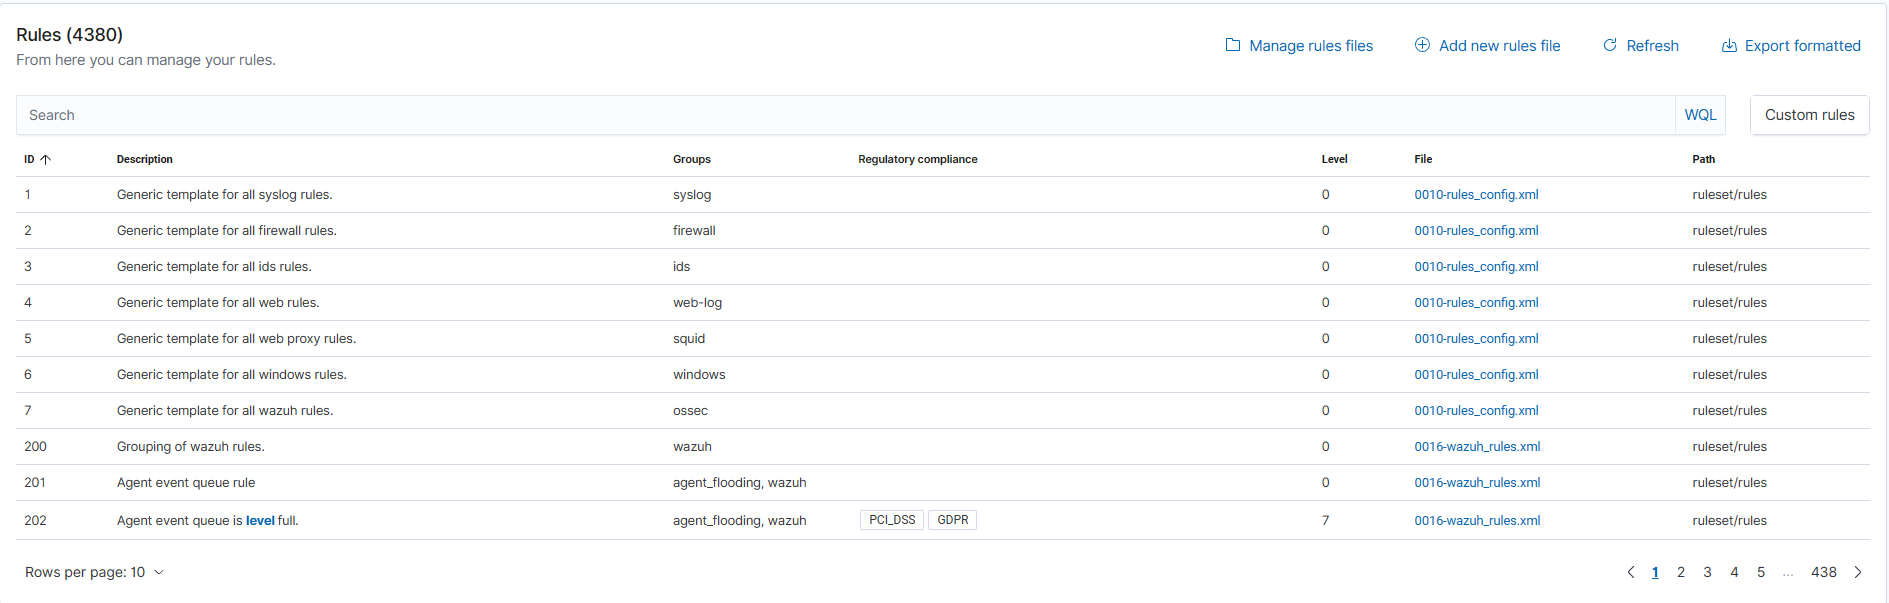 Rules (4380)
From here you can manage your rules.
Manage rules files Add new rules file Refresh Export formatted
Search WQL Custom rules
ID Description Groups Regulatory compliance Level File Path
1 Generic template for all syslog rules. syslog 0 0010-rules_config.xml ruleset/rules
2 Generic template for all firewall rules. firewall 0 0010-rules_config.xml ruleset/rules
3 Generic template for all ids rules. ids 0 0010-rules_config.xml ruleset/rules
4 Generic template for all web rules. web-log 0 0010-rules_config.xml ruleset/rules
5 Generic template for all web proxy rules. squid 0 0010-rules_config.xml ruleset/rules
6 Generic template for all windows rules. windows 0 0010-rules_config.xml ruleset/rules
7 Generic template for all wazuh rules. ossec 0 0010-rules_config.xml ruleset/rules
200 Grouping of wazuh rules. wazuh 0 0016-wazuh_rules.xml ruleset/rules
201 Agent event queue rule agent_flooding, wazuh 0 0016-wazuh_rules.xml ruleset/rules
202 Agent event queue is level full. agent_flooding, wazuh PCI_DSS GDPR 7 0016-wazuh_rules.xml ruleset/rules
Rows per page: 10 1 2 3 4 5 ... 438